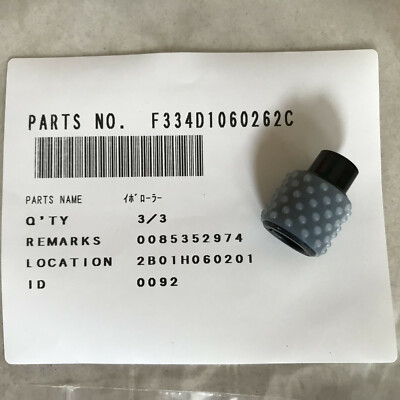 PARTS NO. F334D1060262C
PARTS NAME ｲﾎﾞﾛｰﾗｰ
Q'TY 3/3
REMARKS 0085352974
LOCATION 2B01H060201
ID 0092